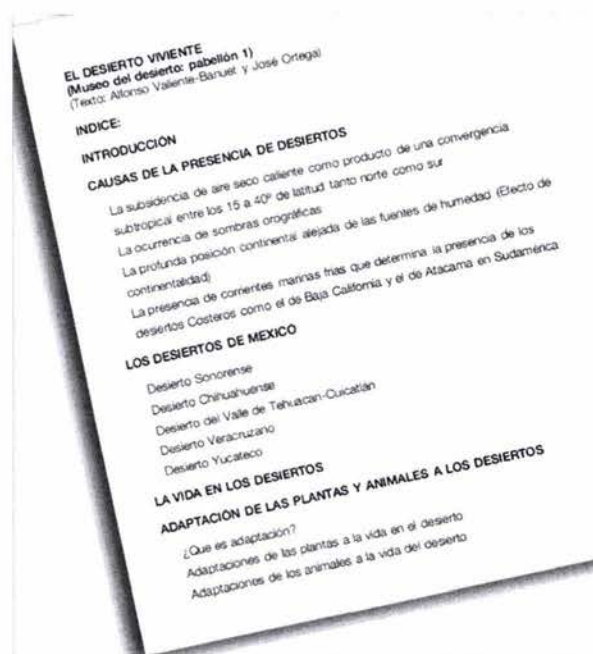 EL DESIERTO VIVIENTE
(Museo del desierto: pabellón 1)
(Texto: Alfonso Valiente-Banuet y José Ortega)
INDICE:
INTRODUCCIÓN
CAUSAS DE LA PRESENCIA DE DESIERTOS
La subsidencia de aire seco caliente como producto de una convergencia
subtropical entre los 15 a 40º de latitud tanto norte como sur
La ocurrencia de sombras orográficas
La profunda posición continental alejada de las fuentes de humedad (Efecto de
continentalidad)
La presencia de corrientes marinas frias que determina la presencia de los
desiertos Costeros como el de Baja California y el de Atacama en Sudamérica
LOS DESIERTOS DE MEXICO
Desierto Sonorense
Desierto Chihuahuense
Desierto del Valle de Tehuacan-Cuicatlán
Desierto Veracruzano
Desierto Yucateco
LA VIDA EN LOS DESIERTOS
ADAPTACIÓN DE LAS PLANTAS Y ANIMALES A LOS DESIERTOS
¿Que es adaptación?
Adaptaciones de las plantas a la vida en el desierto
Adaptaciones de los animales a la vida del desierto